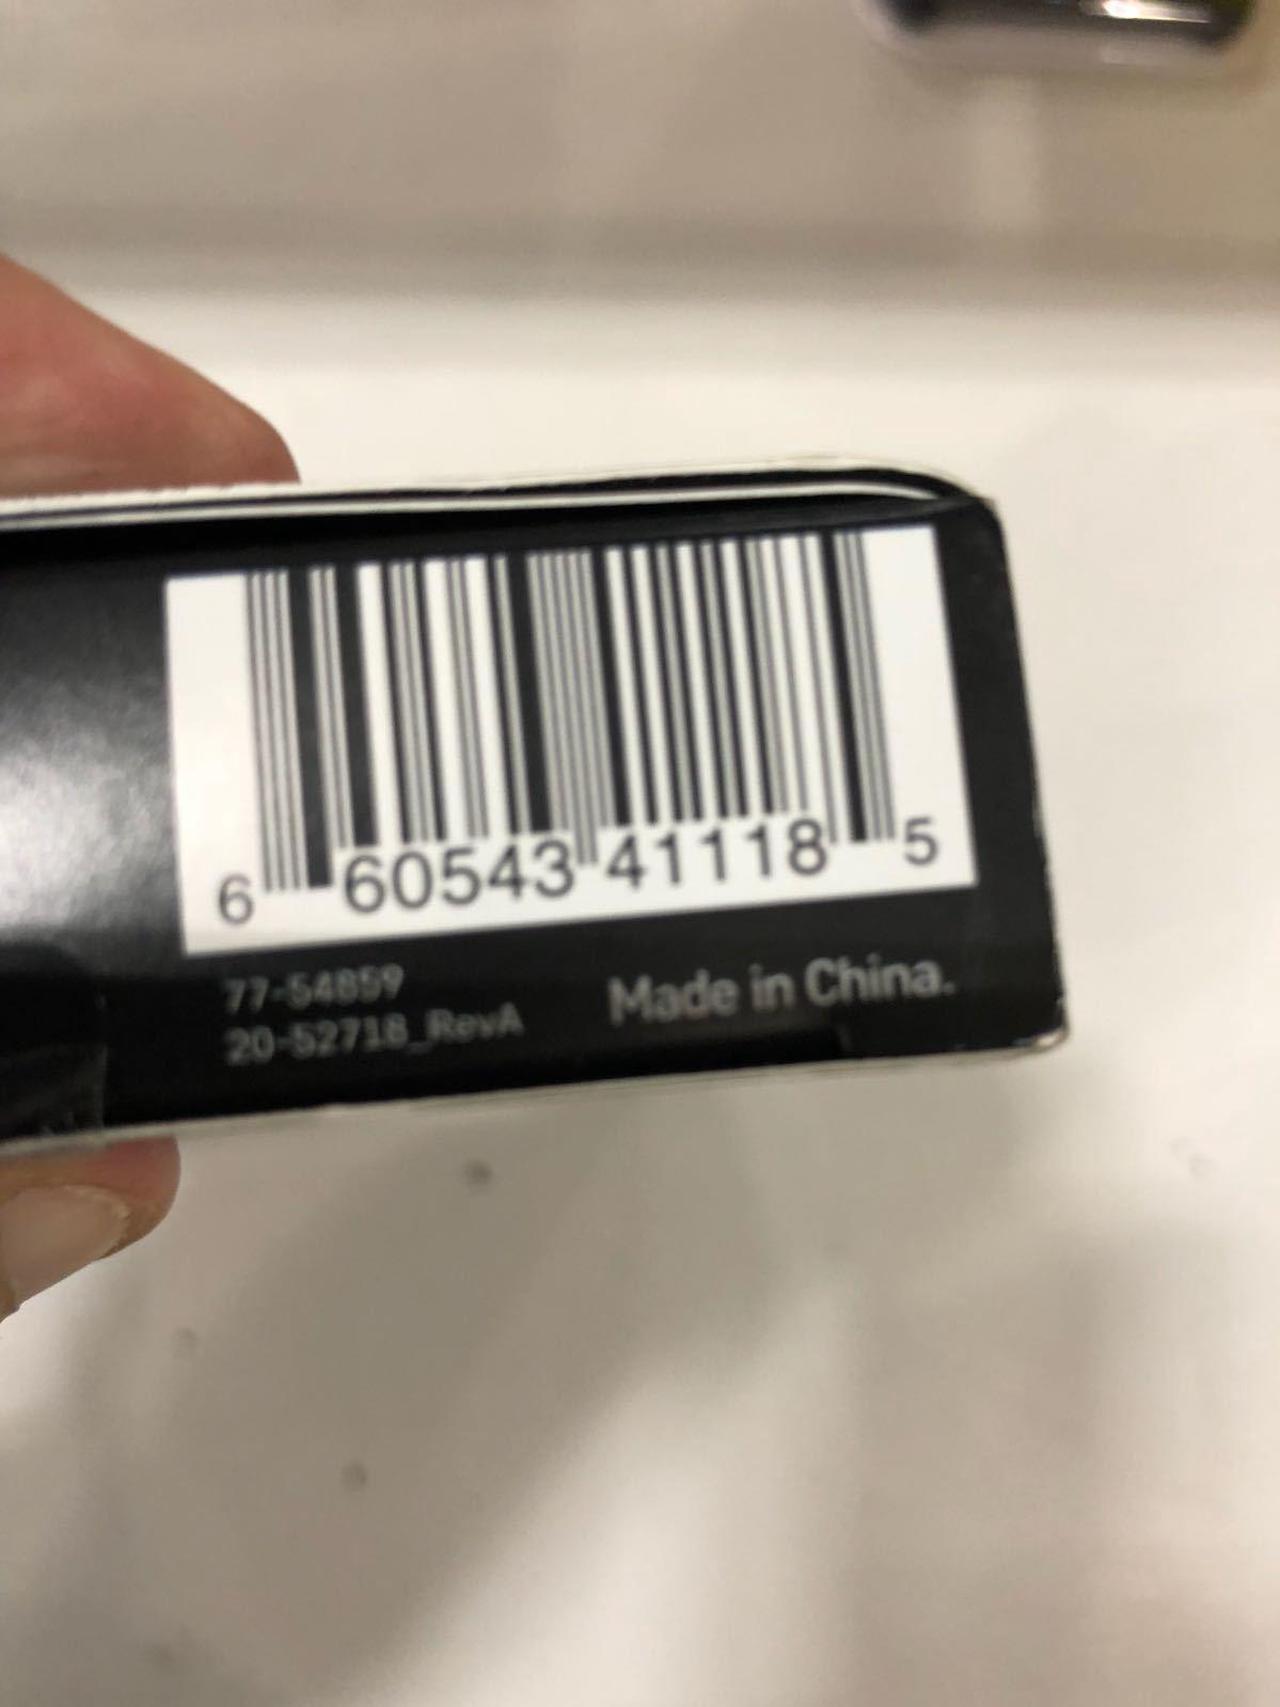 6 60543 41118 5
77-54859
20-52718_RevA
Made in China.